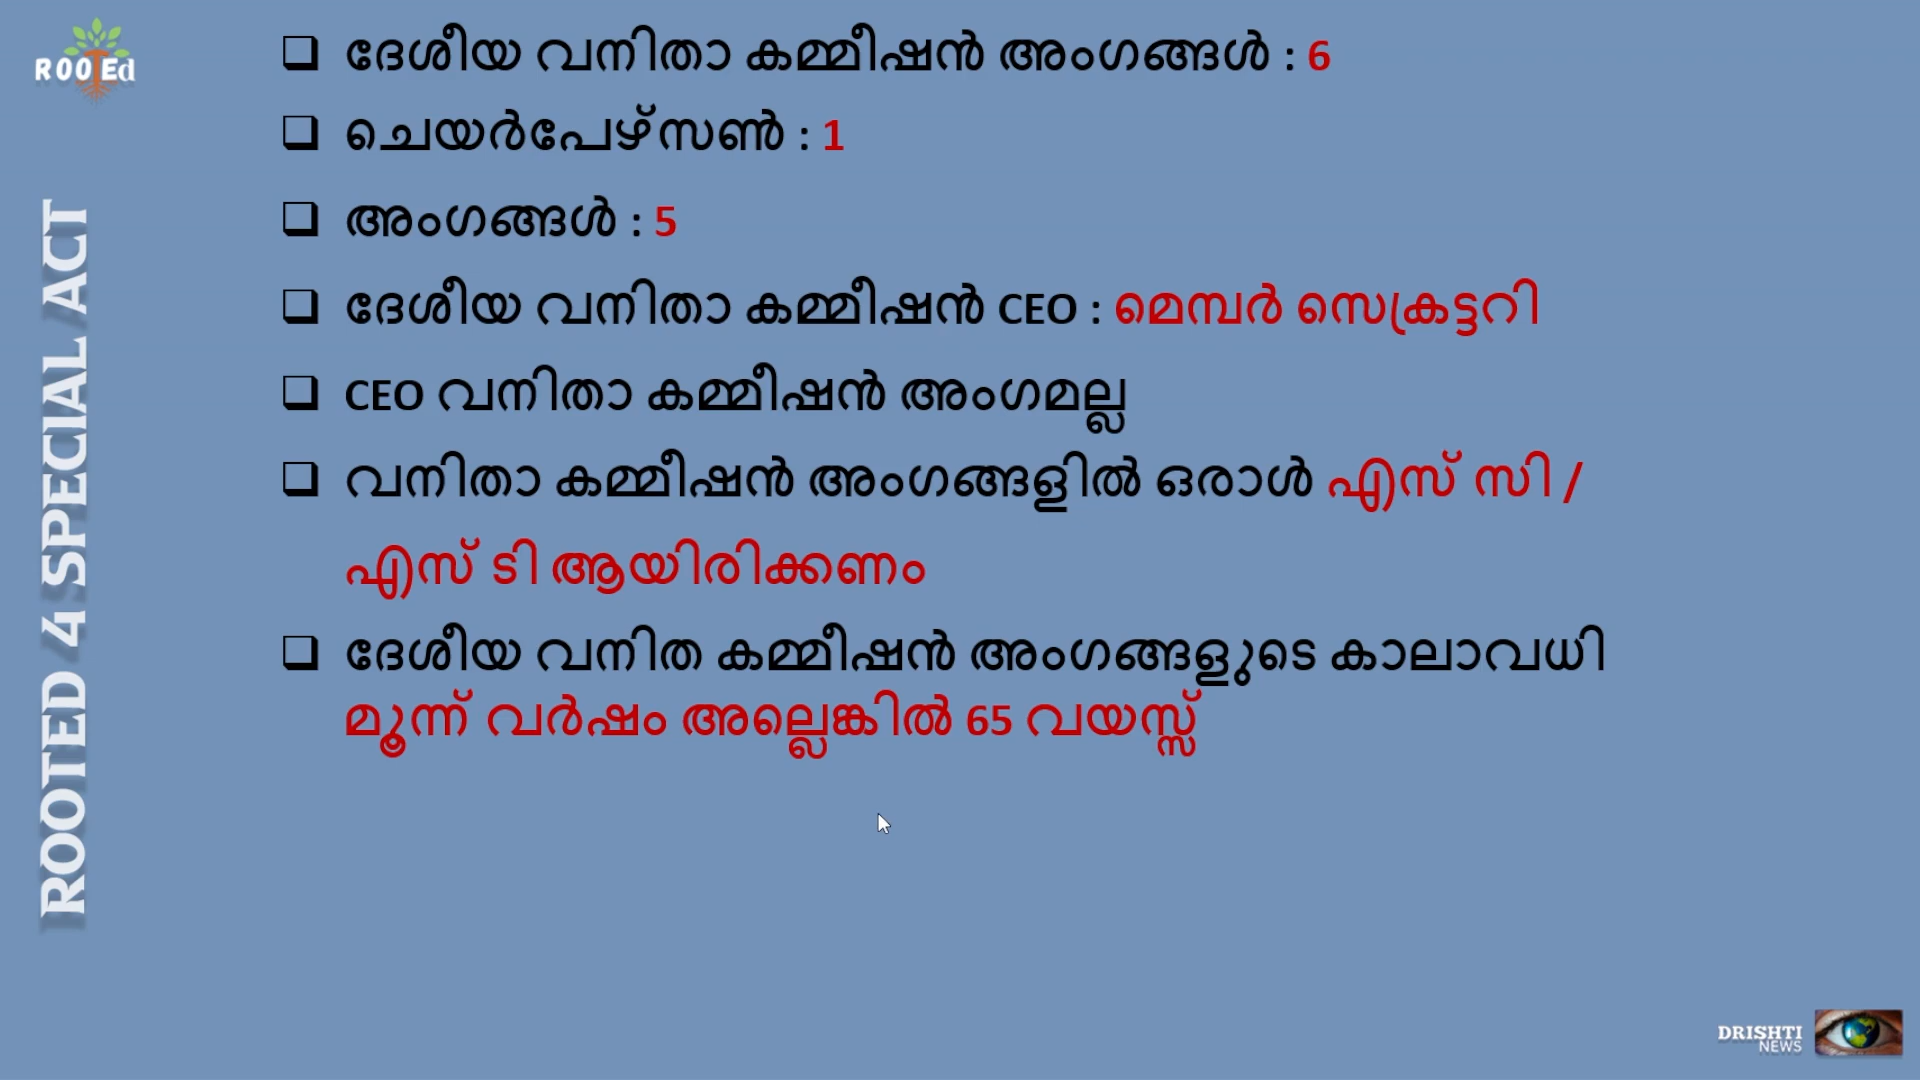 ROOTEd
ROOTED 4 SPECIAL ACT
❑ ദേശീയ വനിതാ കമ്മീഷൻ അംഗങ്ങൾ : 6
❑ ചെയർപേഴ്സൺ : 1
❑ അംഗങ്ങൾ : 5
❑ ദേശീയ വനിതാ കമ്മീഷൻ CEO : മെമ്പർ സെക്രട്ടറി
❑ CEO വനിതാ കമ്മീഷൻ അംഗമല്ല
❑ വനിതാ കമ്മീഷൻ അംഗങ്ങളിൽ ഒരാൾ എസ് സി /
എസ് ടി ആയിരിക്കണം
❑ ദേശീയ വനിത കമ്മീഷൻ അംഗങ്ങളുടെ കാലാവധി
മൂന്ന് വർഷം അല്ലെങ്കിൽ 65 വയസ്സ്
DRISHTI
NEWS